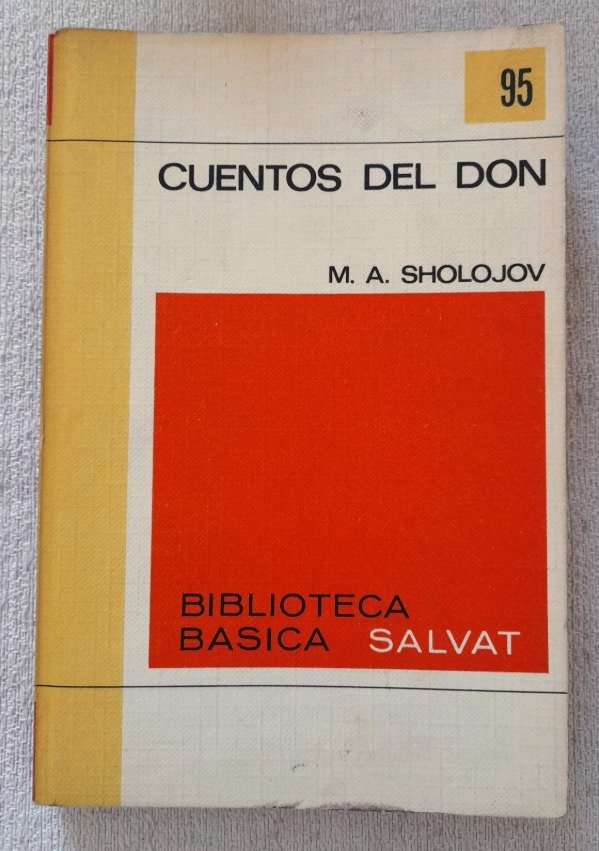 95
CUENTOS DEL DON
M. A. SHOLOJOV
BIBLIOTECA
BASICA SALVAT